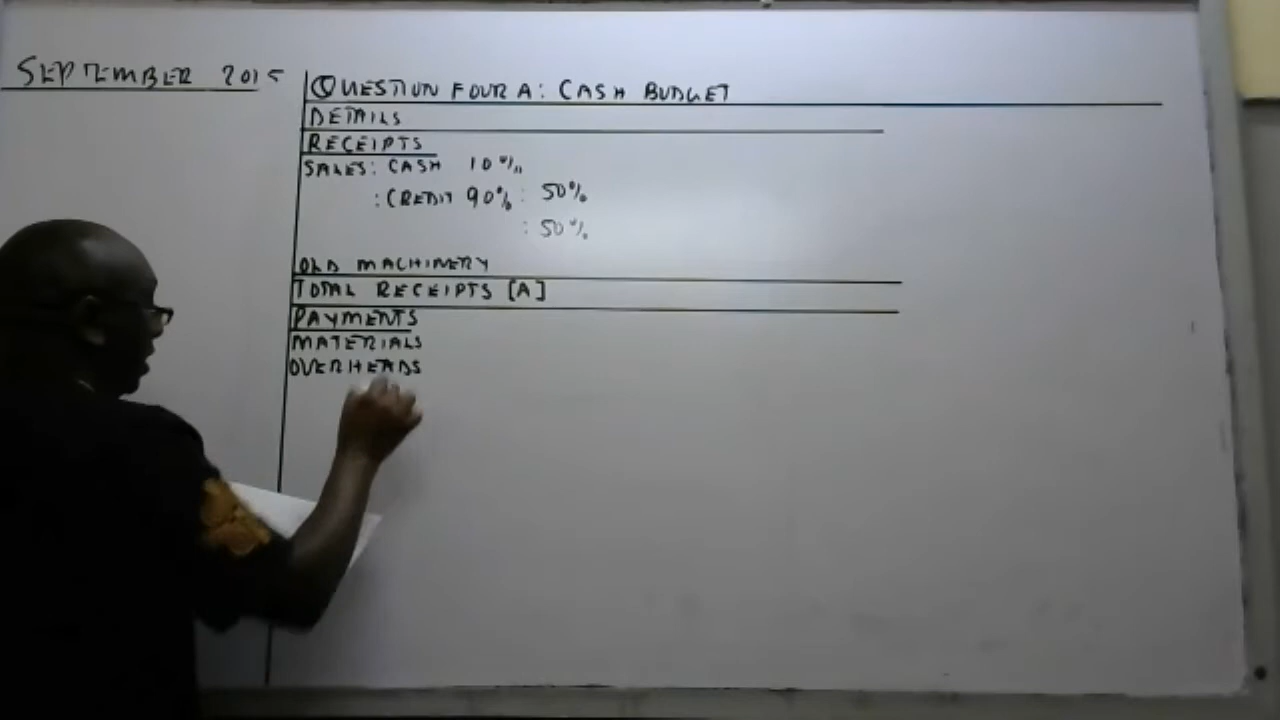 SEPTEMBER 2015
QUESTION FOUR A: CASH BUDGET
DETAILS
RECEIPTS
SALES: CASH 10%
: CREDIT 90% : 50%
: 50%
OLD MACHINERY
TOTAL RECEIPTS [A]
PAYMENTS
MATERIALS
OVERHEADS